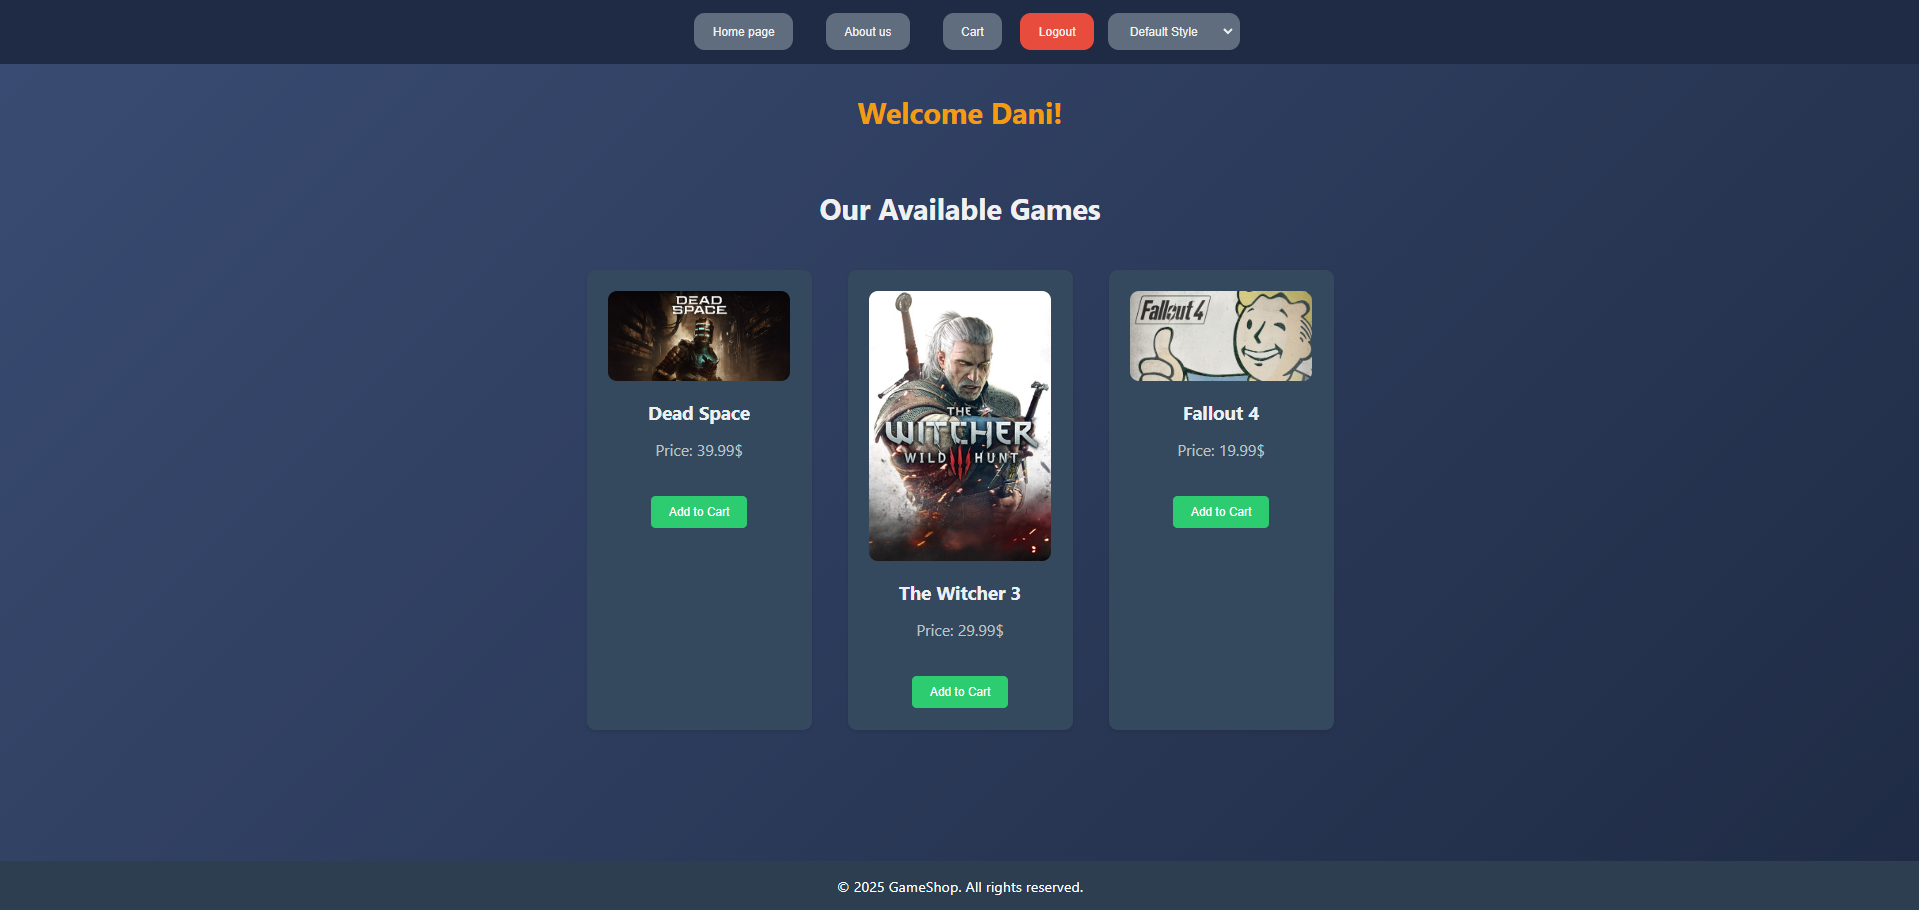 Home page
About us
Cart
Logout
Default Style
Welcome Dani!
Our Available Games
DEAD
SPACE
Dead Space
Price: 39.99$
Add to Cart
THE
WITCHER
WILD HUNT
The Witcher 3
Price: 29.99$
Add to Cart
Fallout 4
Fallout 4
Price: 19.99$
Add to Cart
© 2025 GameShop. All rights reserved.